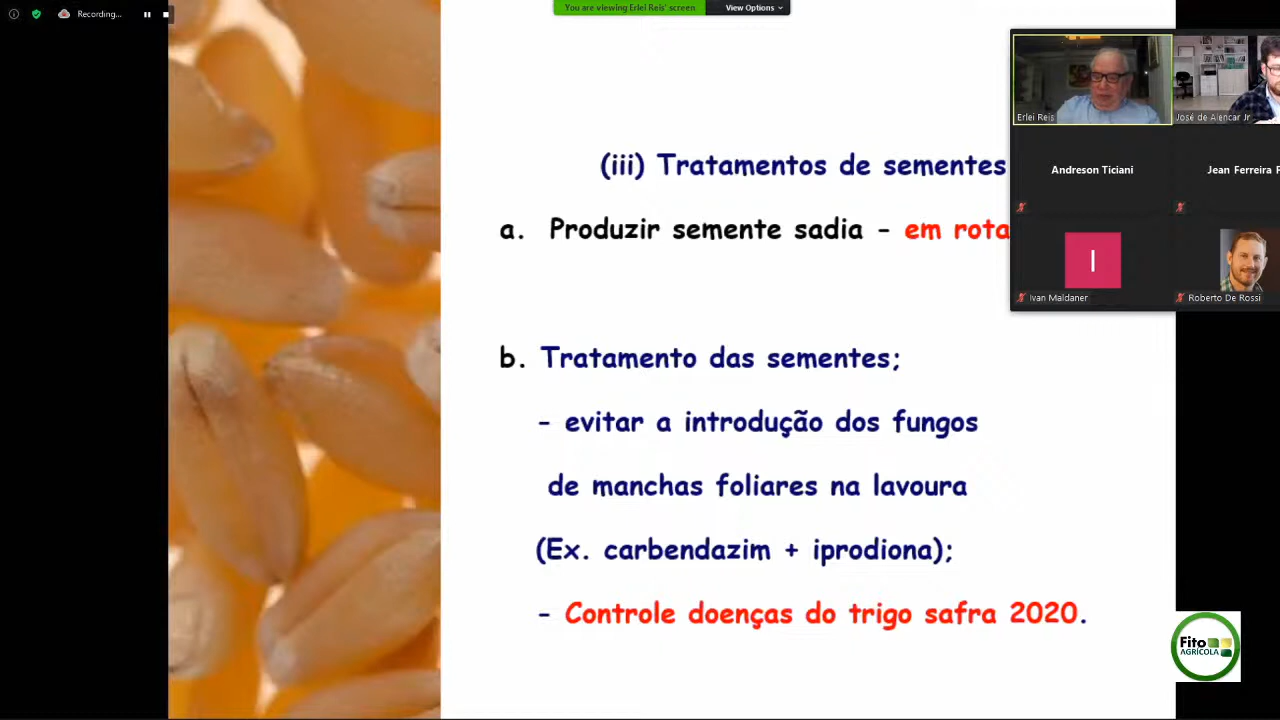 Recording...
You are viewing Erlei Reis' screen
View Options
Erlei Reis
José de Alencar Jr
Andreson Ticiani
Jean Ferreira
I
Ivan Maldaner
Roberto De Rossi
(iii) Tratamentos de sementes
a. Produzir semente sadia - em rota
b. Tratamento das sementes;
- evitar a introdução dos fungos
de manchas foliares na lavoura
(Ex. carbendazim + iprodiona);
- Controle doenças do trigo safra 2020.
Fito
AGRÍCOLA